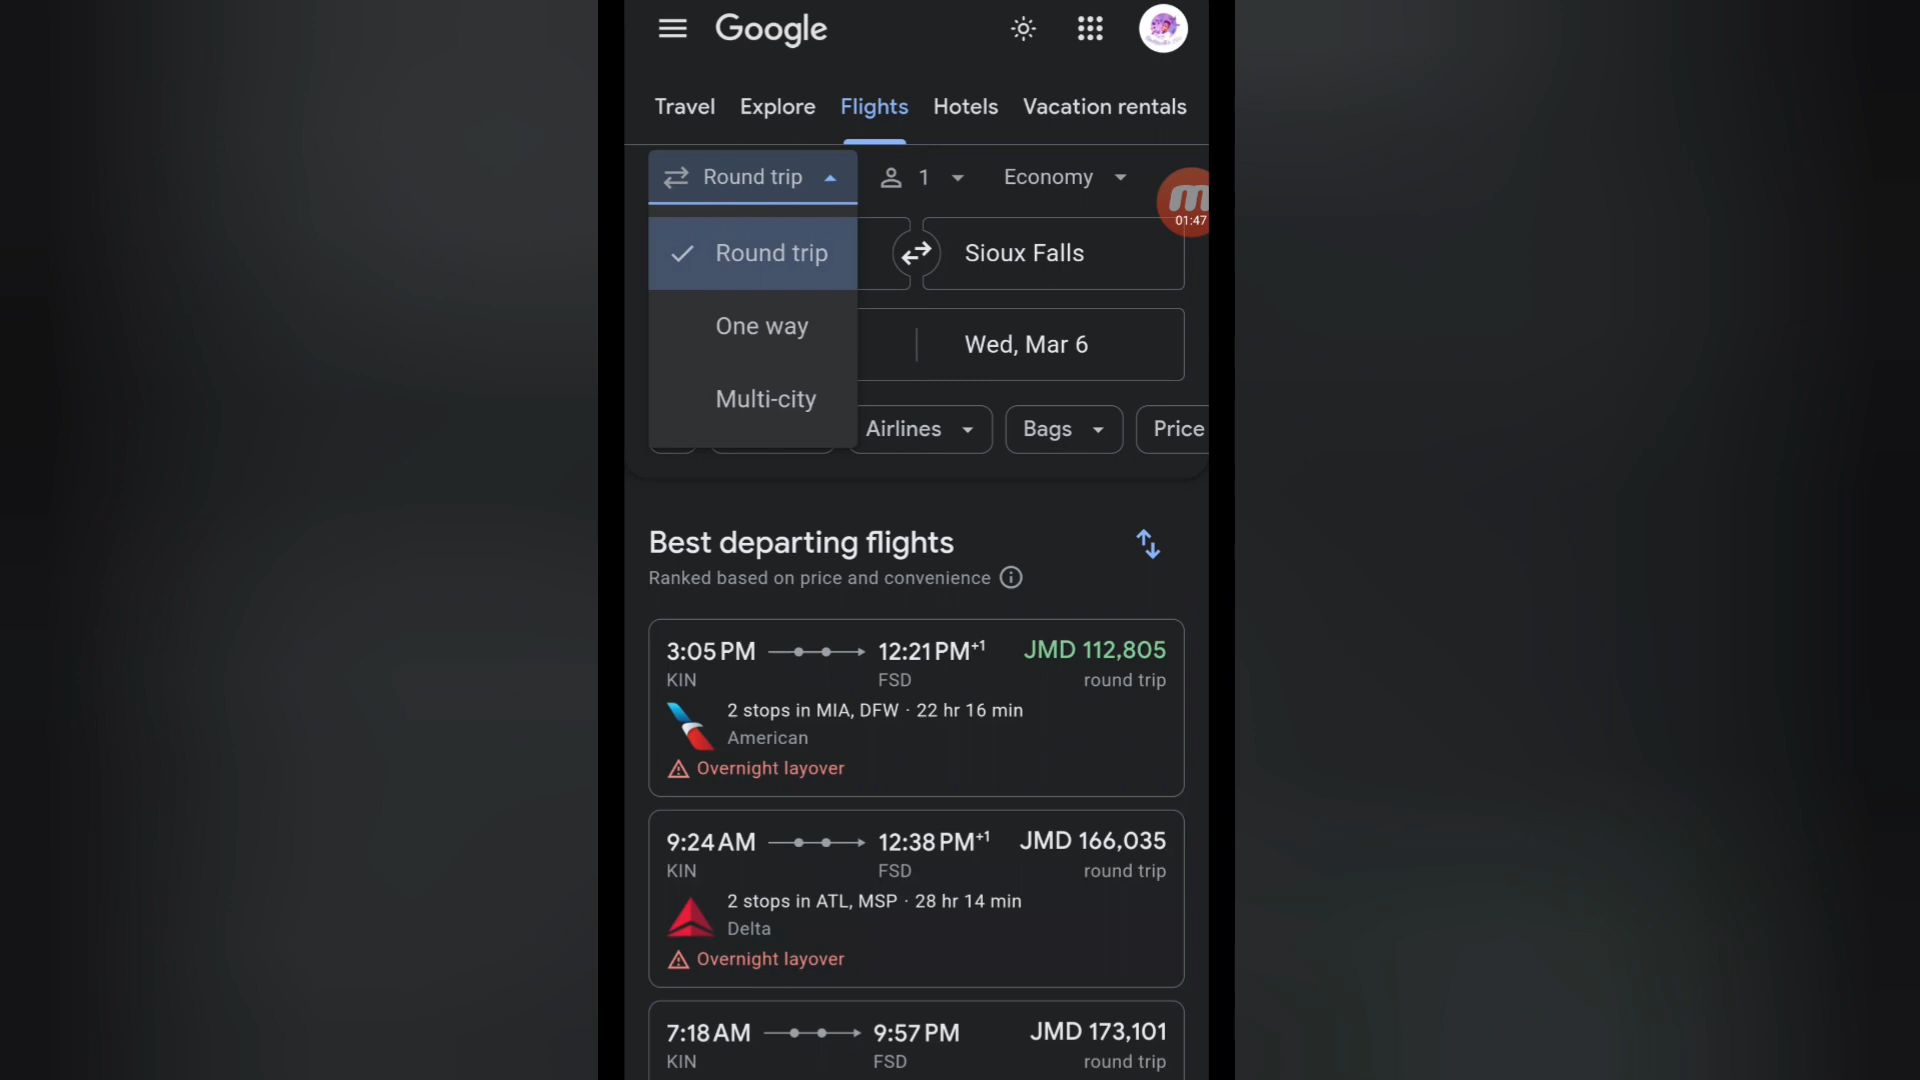 Google
Travel Explore Flights Hotels Vacation rentals
Round trip 1 Economy
01:47
Round trip Sioux Falls
One way Wed, Mar 6
Multi-city
Airlines Bags Price
Best departing flights
Ranked based on price and convenience
3:05 PM 12:21 PM+1 JMD 112,805
KIN FSD round trip
2 stops in MIA, DFW · 22 hr 16 min
American
Overnight layover
9:24 AM 12:38 PM+1 JMD 166,035
KIN FSD round trip
2 stops in ATL, MSP · 28 hr 14 min
Delta
Overnight layover
7:18 AM 9:57 PM JMD 173,101
KIN FSD round trip